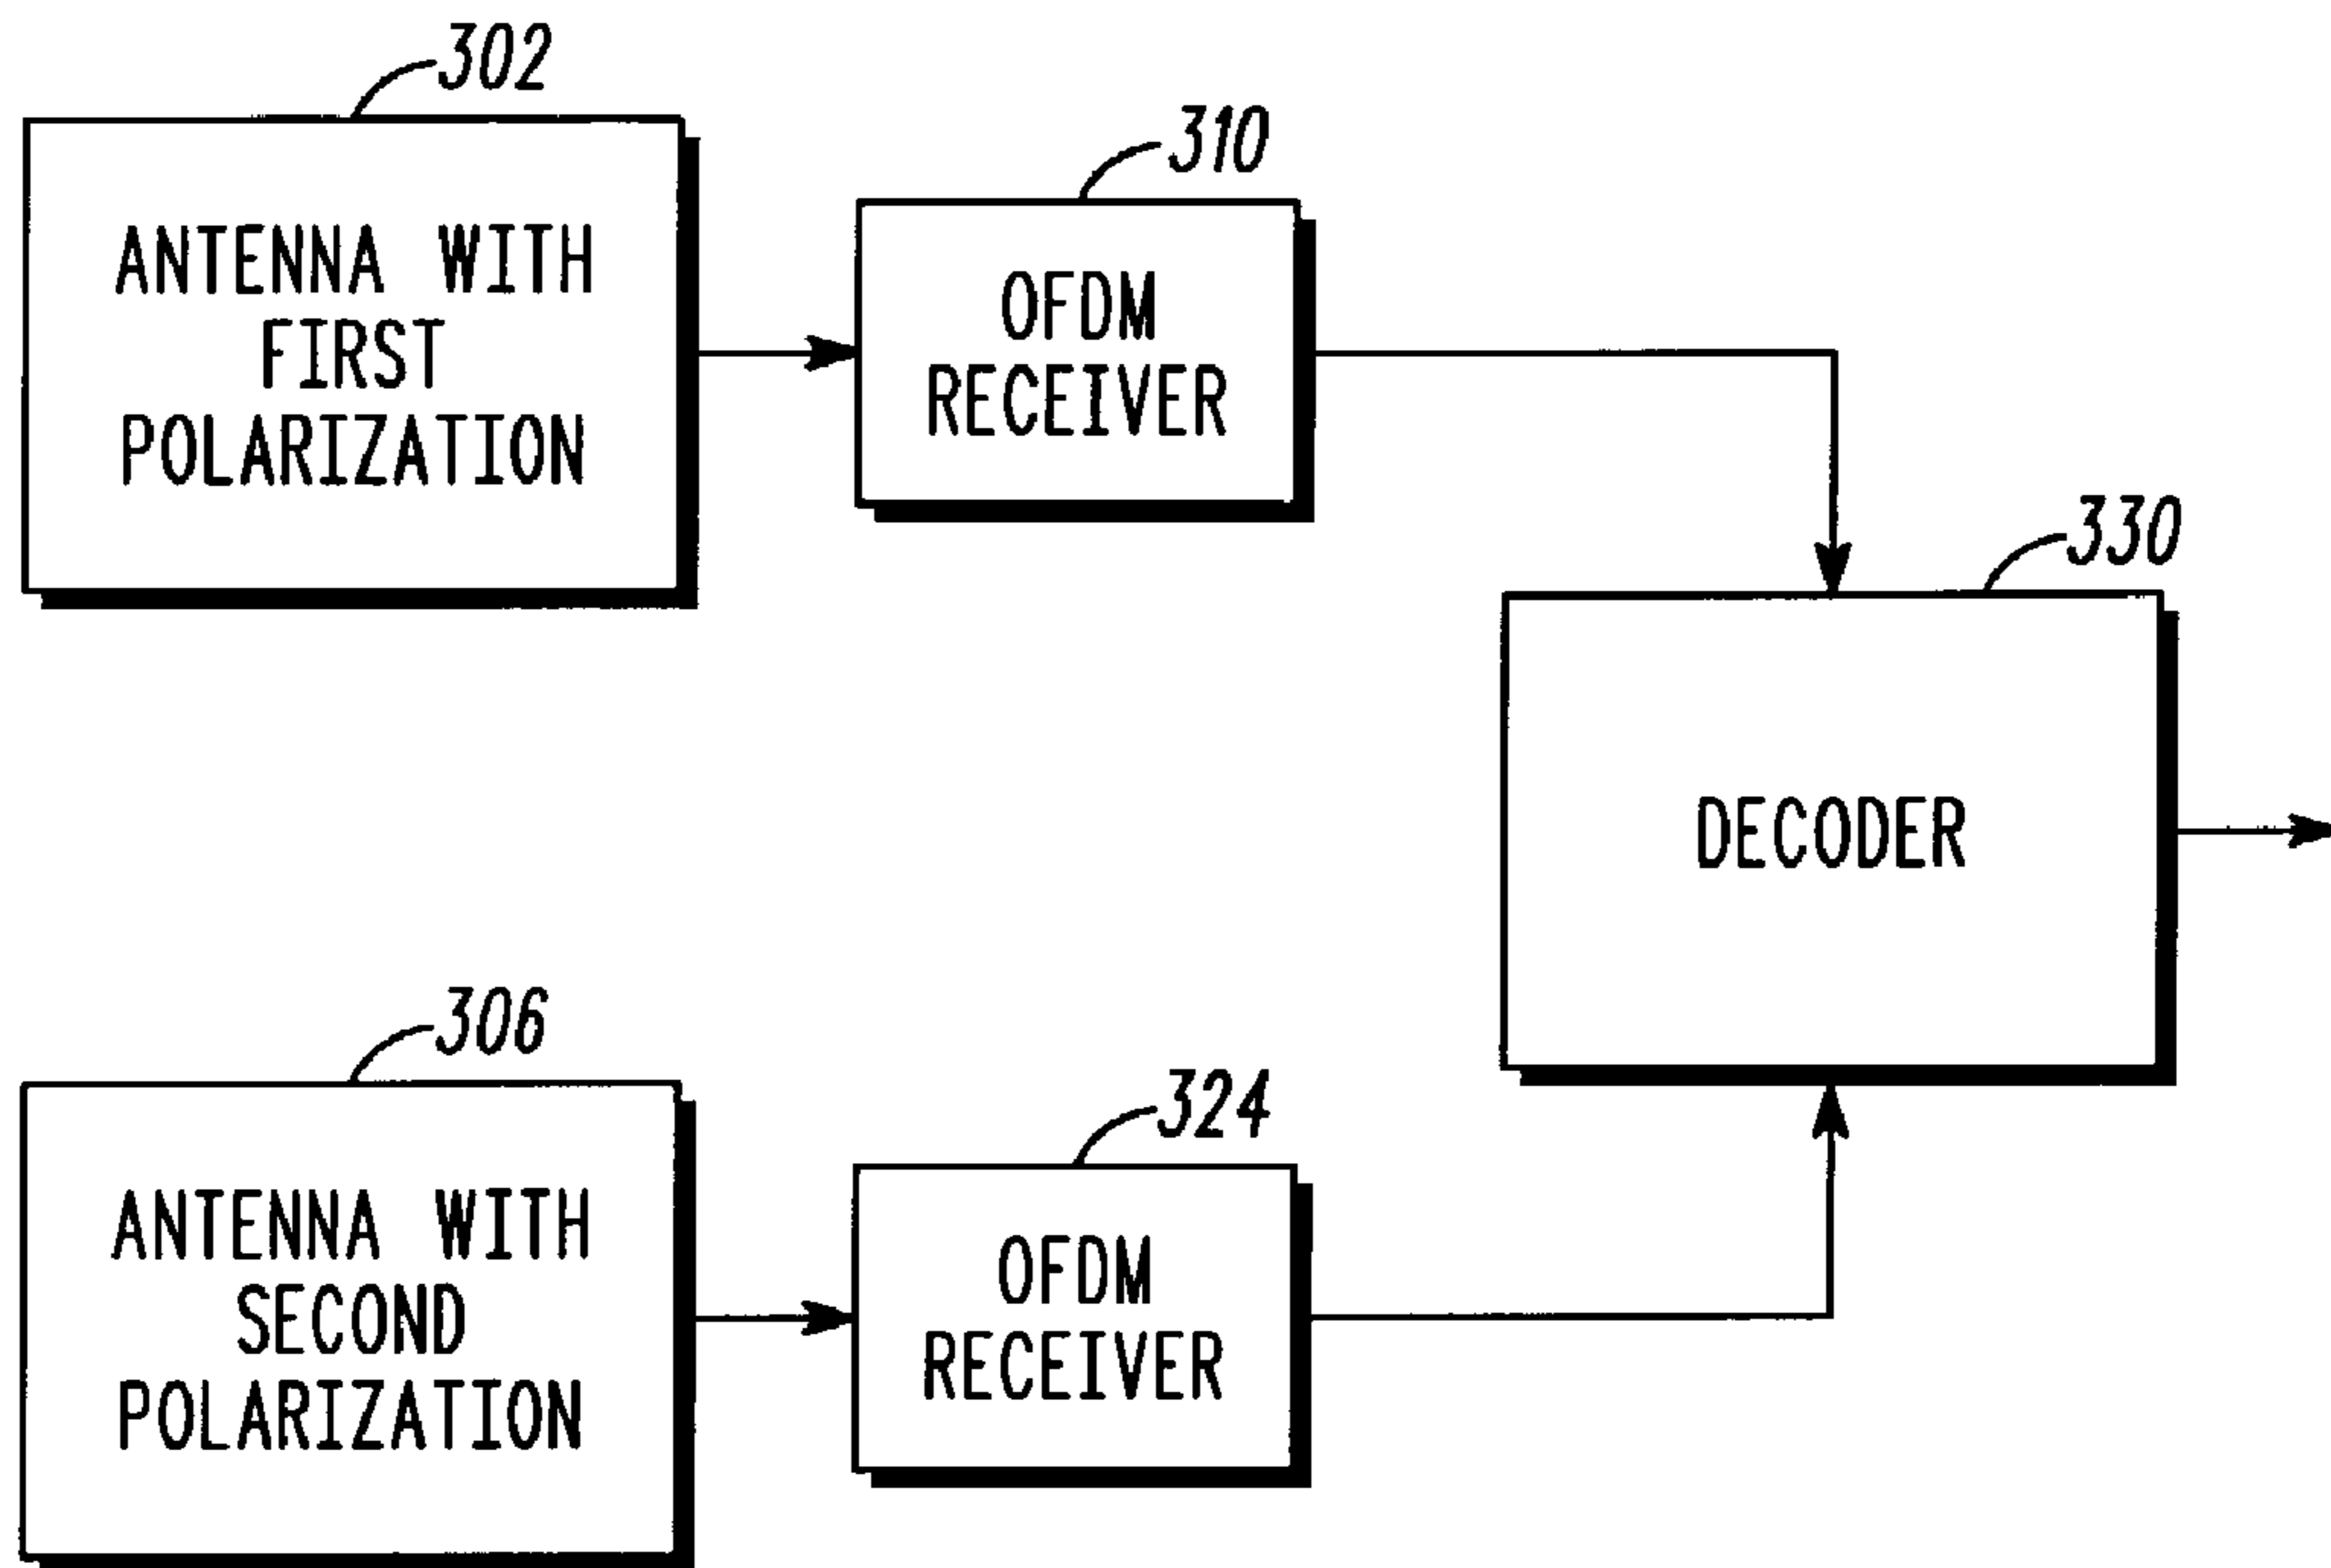 302
ANTENNA WITH
FIRST
POLARIZATION
310
OFDM
RECEIVER
330
DECODER
306
ANTENNA WITH
SECOND
POLARIZATION
324
OFDM
RECEIVER